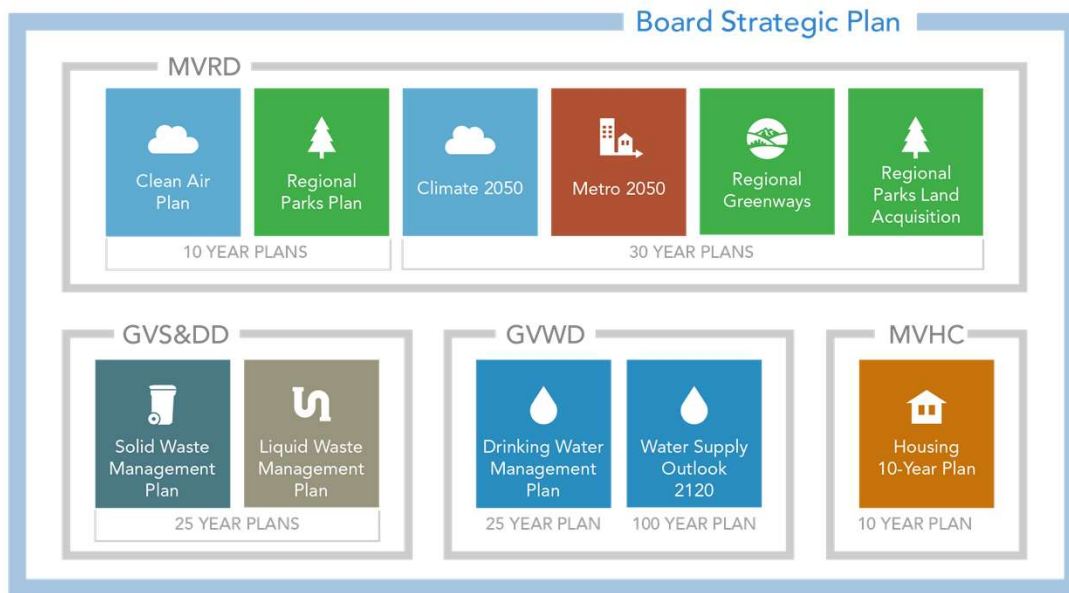 Board Strategic Plan
MVRD
Clean Air
Plan
Regional
Parks Plan
Climate 2050
Metro 2050
Regional
Greenways
Regional
Parks Land
Acquisition
10 YEAR PLANS
30 YEAR PLANS
GVS&DD
Solid Waste
Management
Plan
Liquid Waste
Management
Plan
25 YEAR PLANS
GVWD
Drinking Water
Management
Plan
Water Supply
Outlook
2120
25 YEAR PLAN
100 YEAR PLAN
MVHC
Housing
10-Year Plan
10 YEAR PLAN